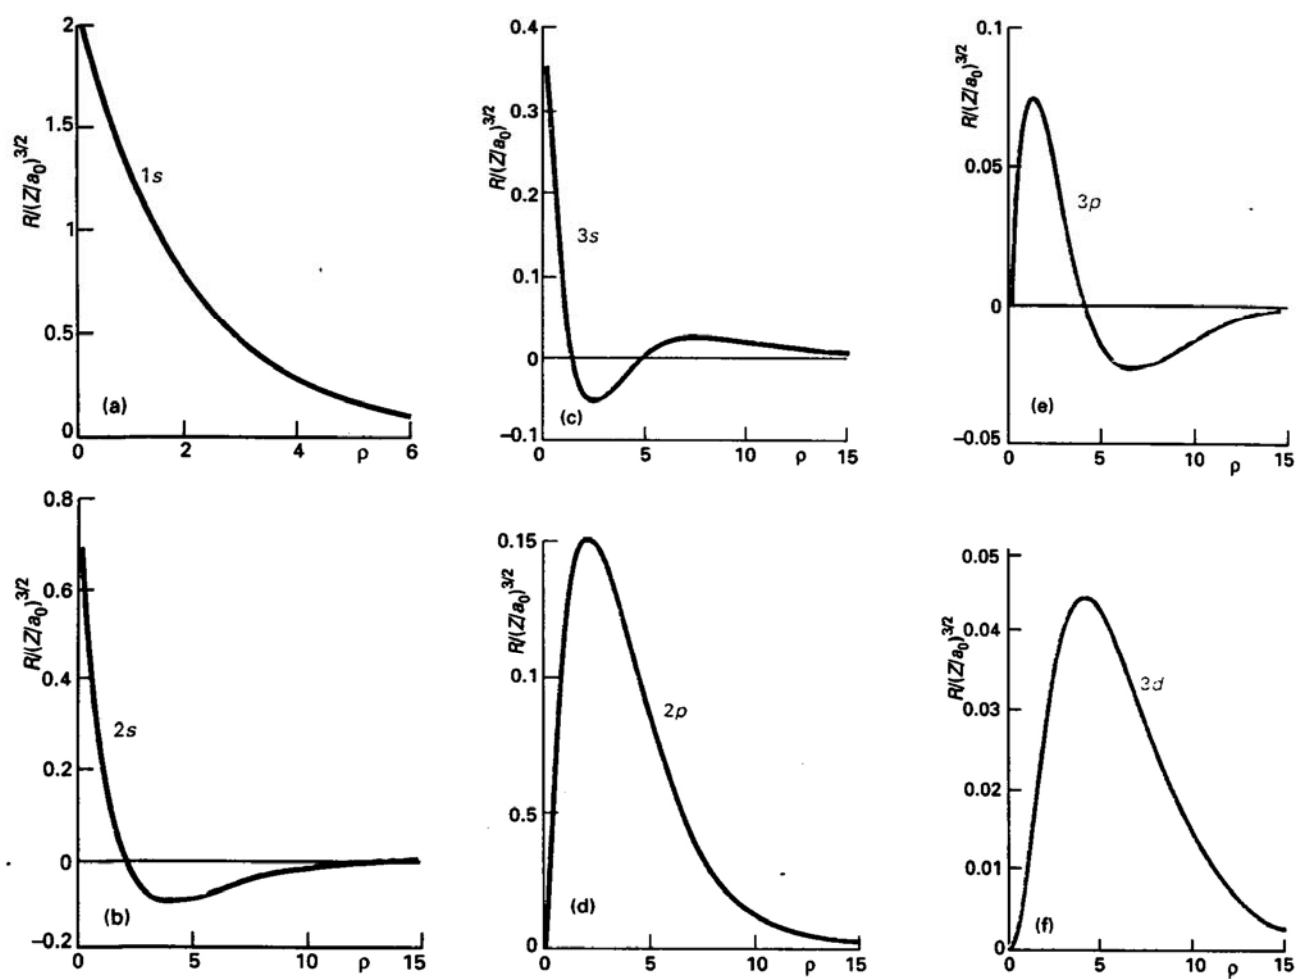 2
1.5
1
0.5
0
0
2
4
ρ
6
R/(Z/a₀)^3/2
1s
(a)
0.4
0.3
0.2
0.1
0
−0.1
0
5
10
ρ
15
R/(Z/a₀)^3/2
3s
(c)
0.1
0.05
0
−0.05
0
5
10
ρ
15
R/(Z/a₀)^3/2
3p
(e)
0.8
0.6
0.4
0.2
0
−0.2
0
5
10
ρ
15
R/(Z/a₀)^3/2
2s
(b)
0.15
0.1
0.5
0
0
5
10
ρ
15
R/(Z/a₀)^3/2
2p
(d)
0.05
0.04
0.03
0.02
0.01
0
0
5
10
ρ
15
R/(Z/a₀)^3/2
3d
(f)